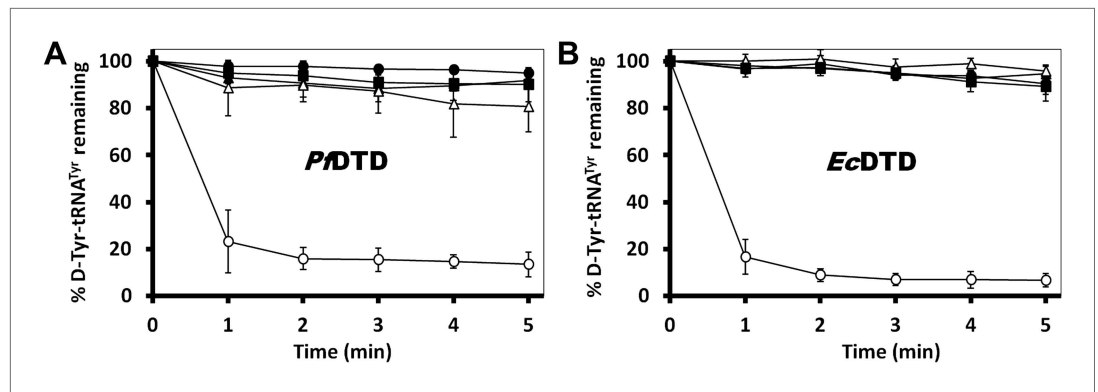 A
% D-Tyr-tRNAᵀʸʳ remaining
100
80
60
40
20
0
PfDTD
0 1 2 3 4 5
Time (min)
B
% D-Tyr-tRNAᵀʸʳ remaining
100
80
60
40
20
0
EcDTD
0 1 2 3 4 5
Time (min)